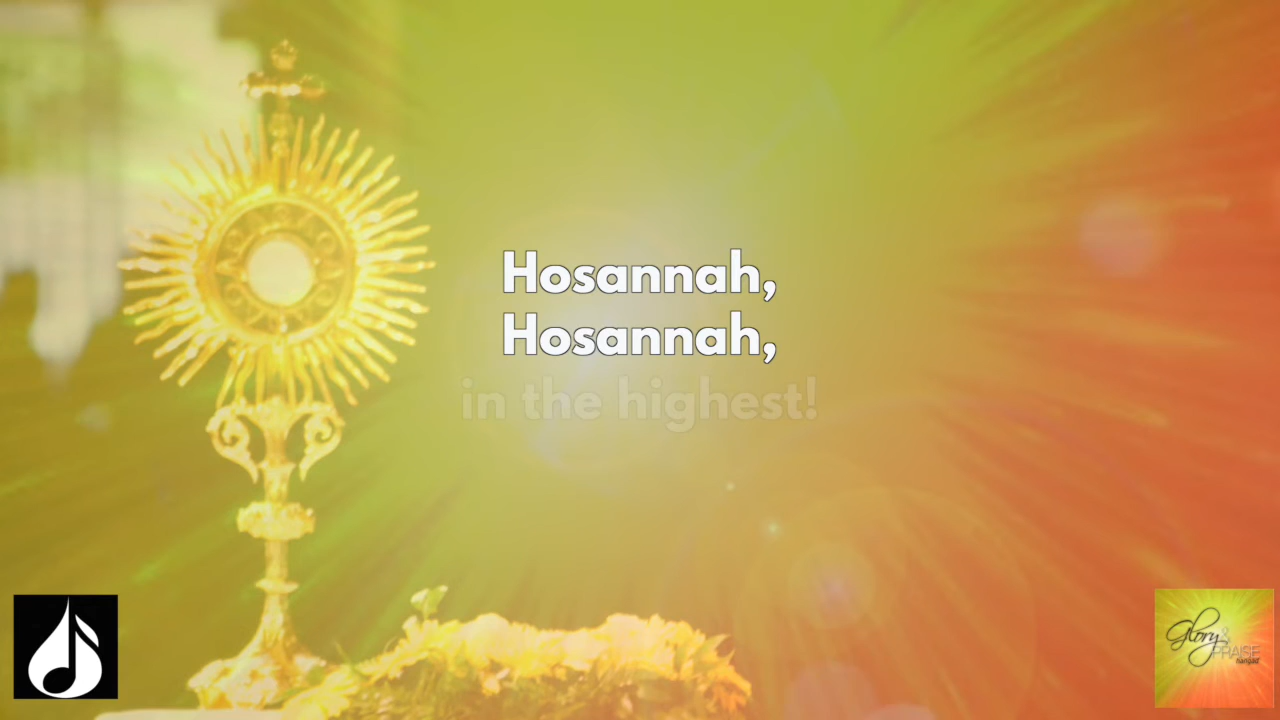 Hosannah,
Hosannah,
in the highest!
Glory &
PRAISE